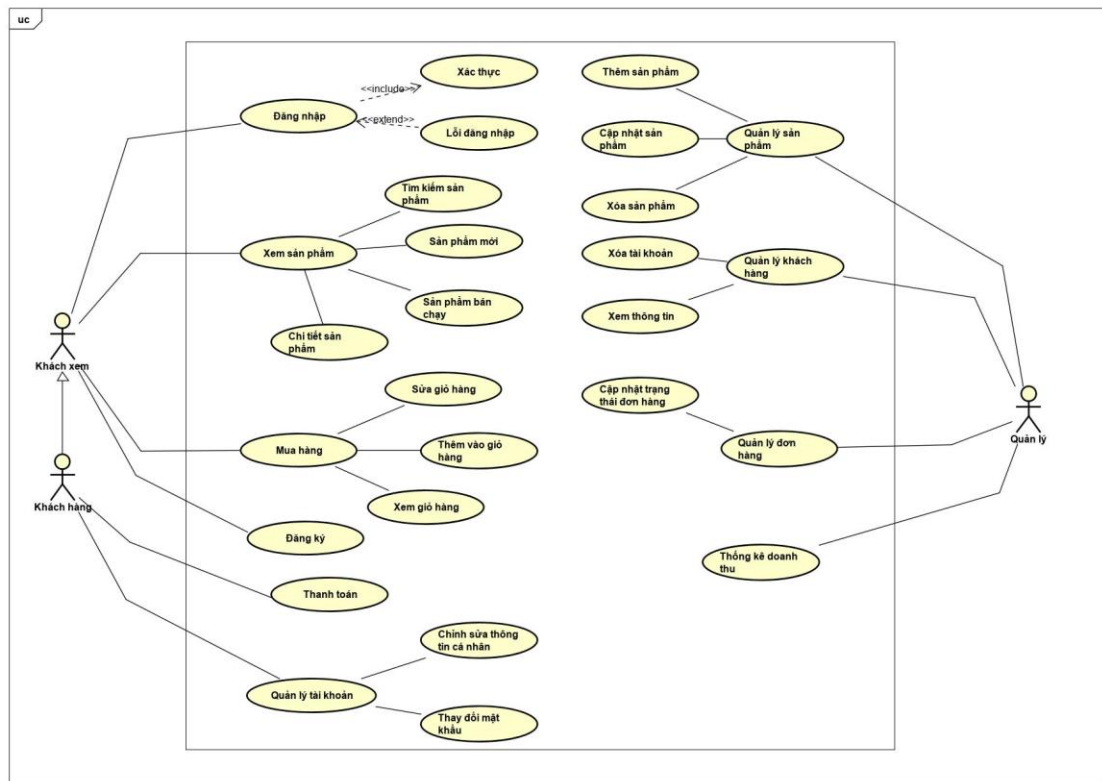 uc
Xác thực
<<include>>
Đăng nhập
<<extend>>
Lỗi đăng nhập
Tìm kiếm sản
phẩm
Sản phẩm mới
Xem sản phẩm
Sản phẩm bán
chạy
Chi tiết sản
phẩm
Khách xem
Sửa giỏ hàng
Mua hàng
Thêm vào giỏ
hàng
Xem giỏ hàng
Khách hàng
Đăng ký
Thanh toán
Chỉnh sửa thông
tin cá nhân
Quản lý tài khoản
Thay đổi mật
khẩu
Thêm sản phẩm
Cập nhật sản
phẩm
Quản lý sản
phẩm
Xóa sản phẩm
Xóa tài khoản
Quản lý khách
hàng
Xem thông tin
Cập nhật trạng
thái đơn hàng
Quản lý đơn
hàng
Quản lý
Thống kê doanh
thu